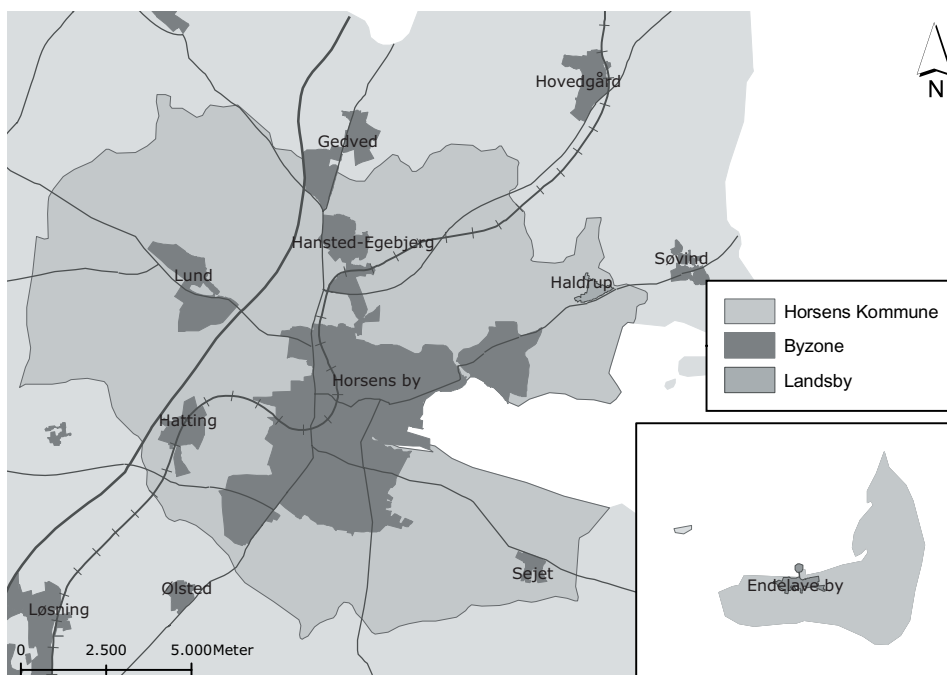 N
Hovedgård
Gedved
Hansted-Egebjerg
Søvind
Lund
Haldrup
Horsens Kommune
Byzone
Landsby
Horsens by
Hatting
Sejet
Endelave by
Ølsted
Løsning
0 2.500 5.000Meter